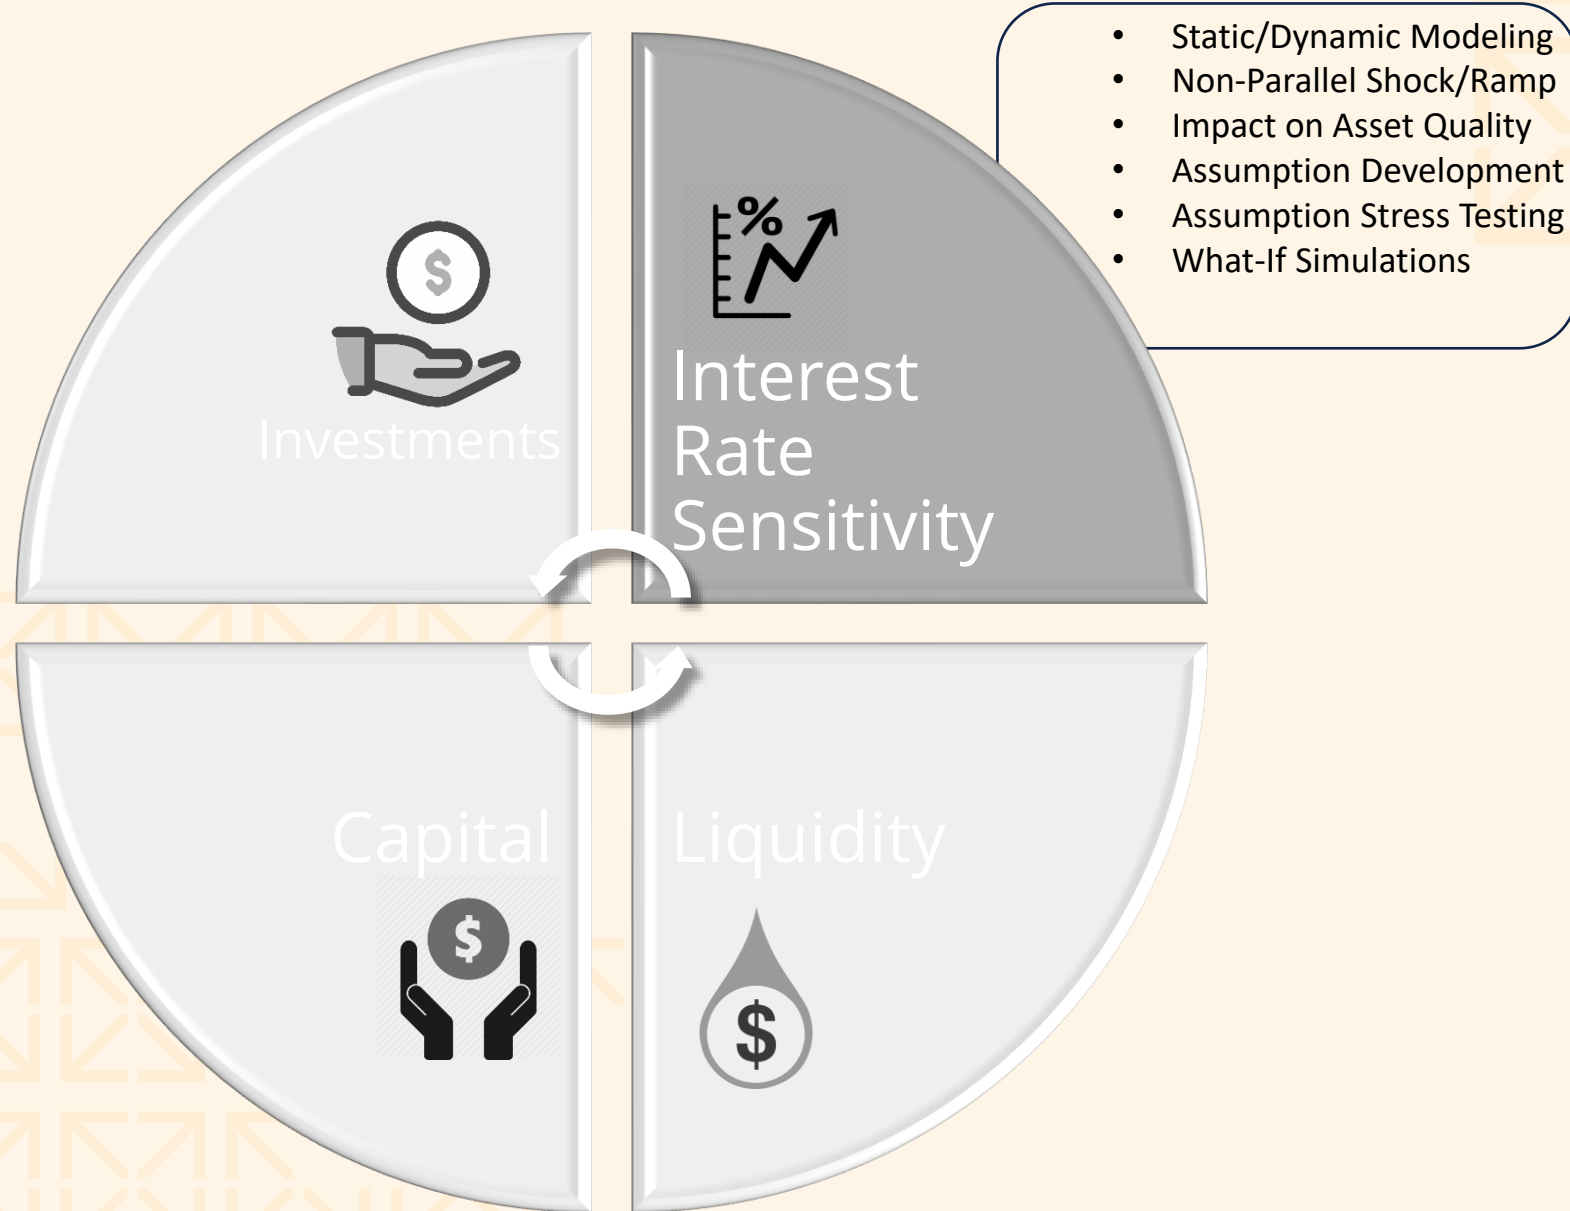 • Static/Dynamic Modeling
• Non-Parallel Shock/Ramp
• Impact on Asset Quality
• Assumption Development
• Assumption Stress Testing
• What-If Simulations
%
Interest
Rate
Sensitivity
$
Investments
Capital
$
Liquidity
$